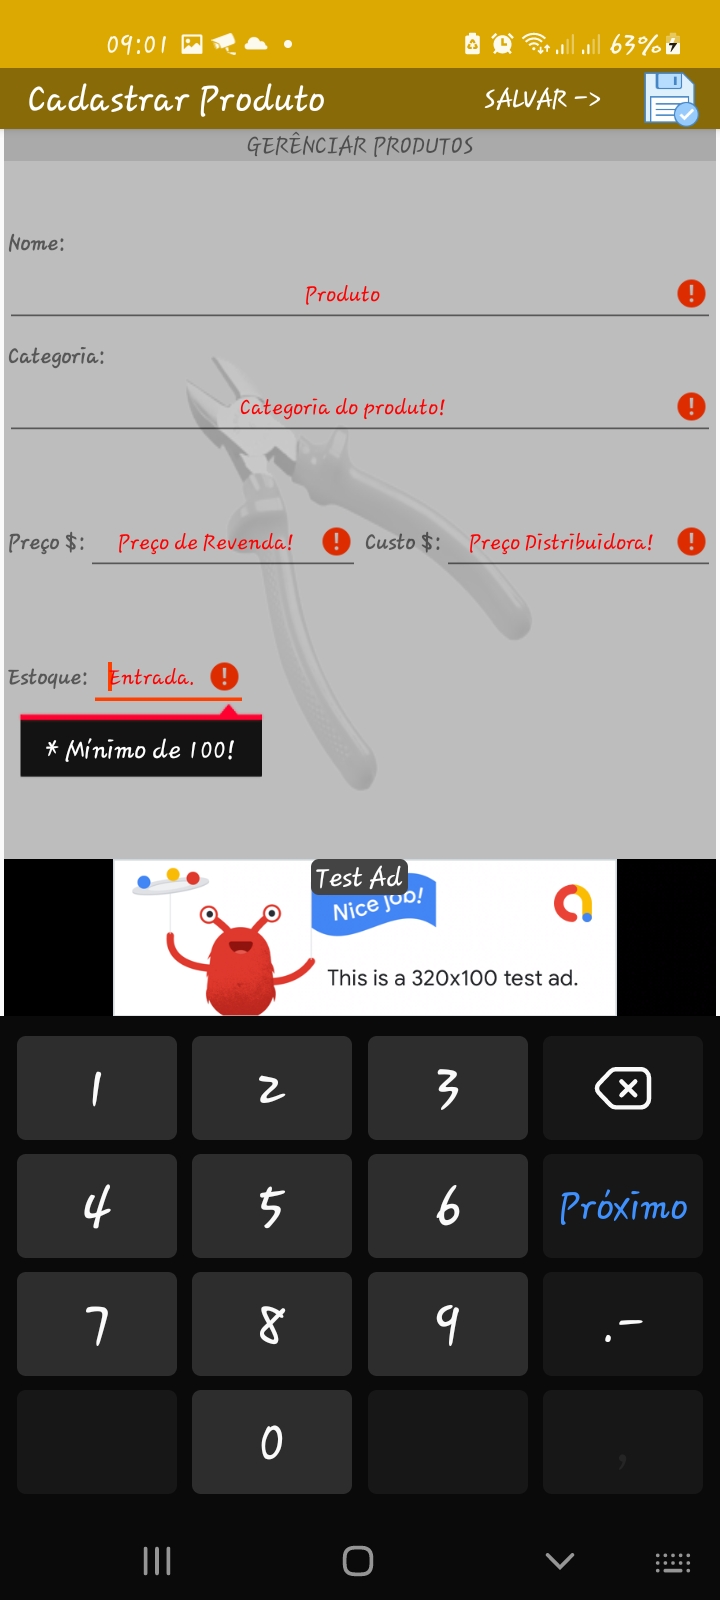 09:01 63%
Cadastrar Produto SALVAR ->
GERÊNCIAR PRODUTOS
Nome:
Produto
Categoria:
Categoria do produto!
Preço $: Preço de Revenda! Custo $: Preço Distribuidora!
Estoque: Entrada.
* Mínimo de 100!
Test Ad
Nice job!
This is a 320x100 test ad.
1 2 3
4 5 6 Próximo
7 8 9 .-
0 ,